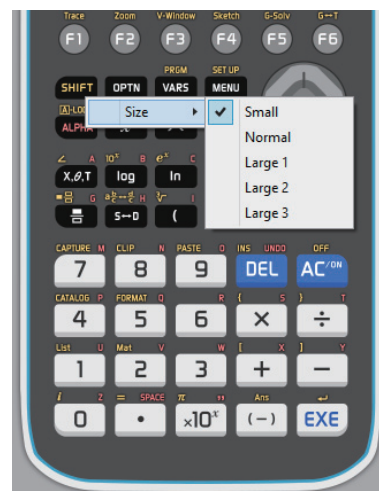 Trace Zoom V-Window Sketch G-Solv G↔T
F1 F2 F3 F4 F5 F6
PRGM SET UP
SHIFT OPTN VARS MENU
Size Small
ALPHA
Normal
Large 1
Large 2
Large 3
∠ A 10ˣ B eˣ C
X,θ,T log ln
G H ∛ I
S↔D (
CAPTURE M CLIP N PASTE O INS UNDO OFF
7 8 9 DEL AC/ON
CATALOG P FORMAT Q R { S } T
4 5 6 × ÷
List U Mat V W [ X ] Y
1 2 3 + −
i Z = SPACE π " Ans ↵
0 • ×10ˣ (−) EXE